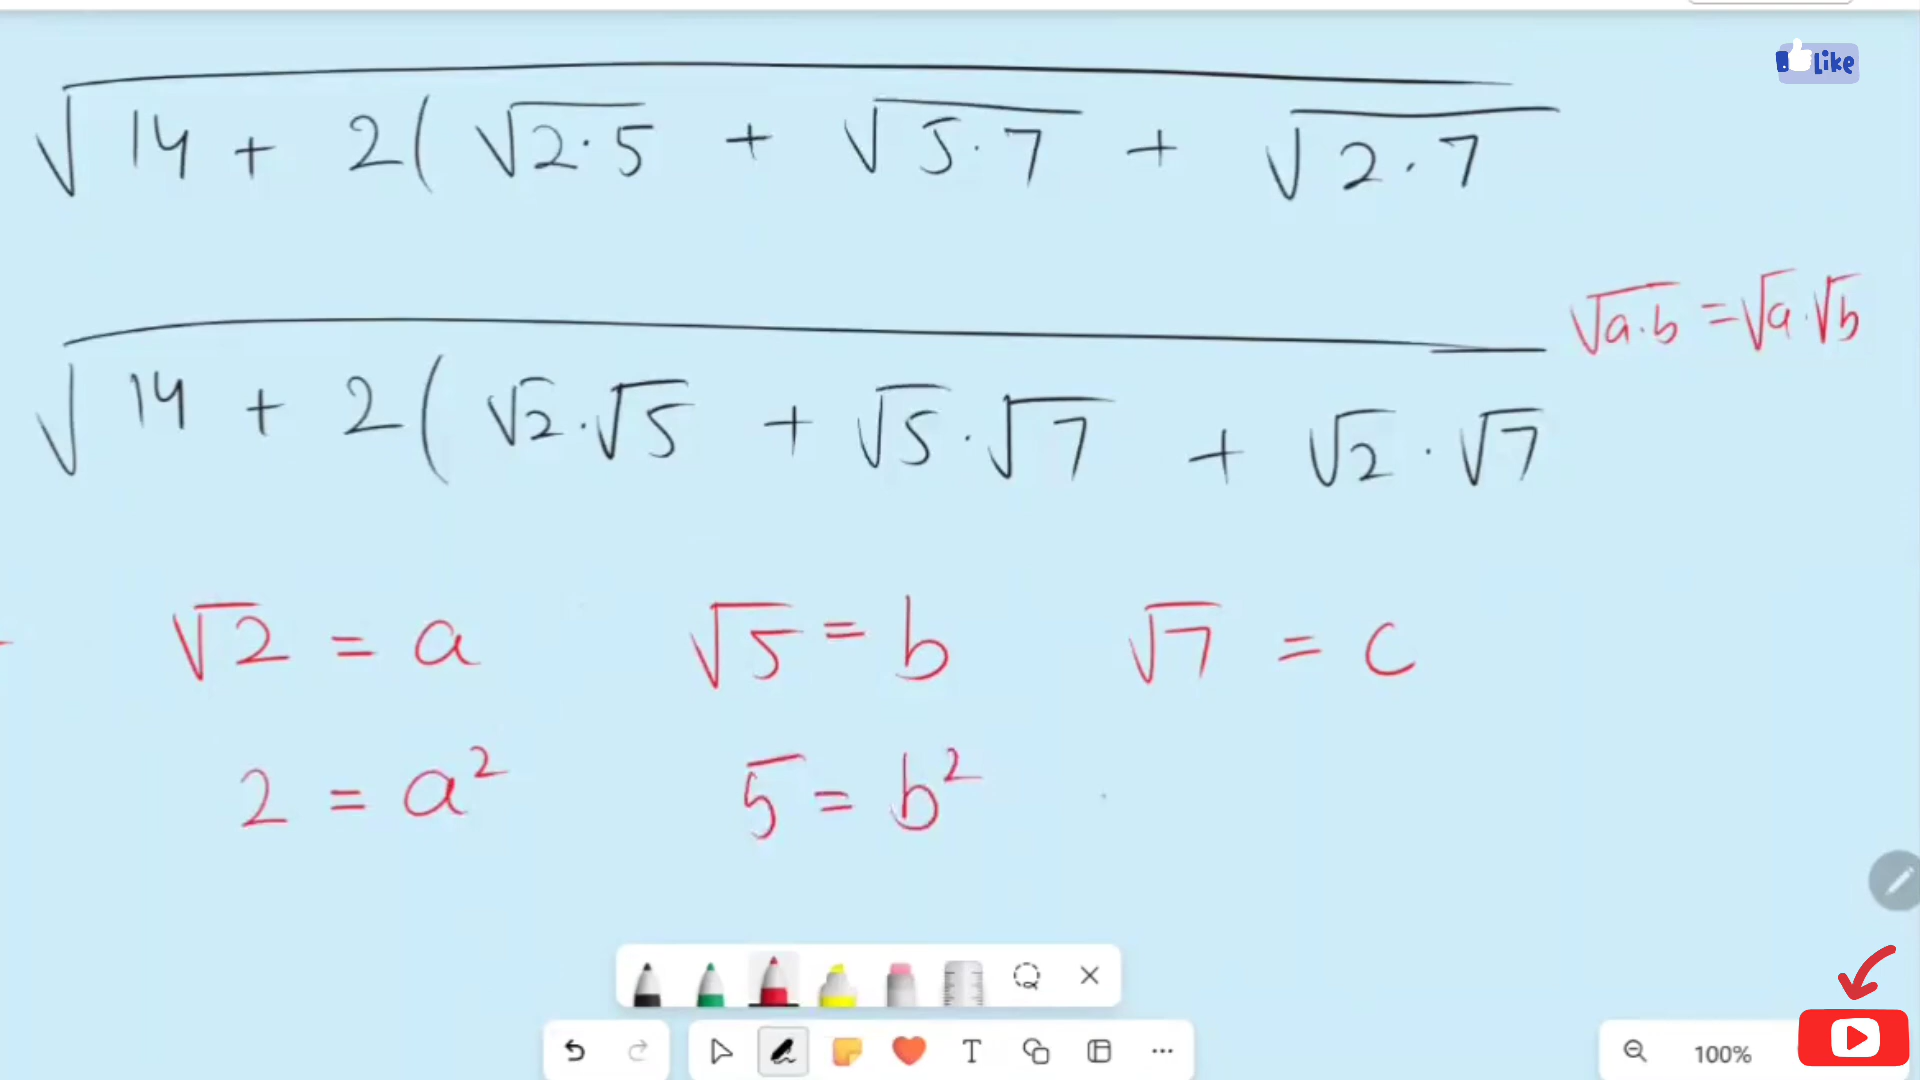 Like
√14 + 2(√2·5 + √5·7 + √2·7
√a·b = √a·√b
√14 + 2(√2·√5 + √5·√7 + √2·√7
√2 = a √5 = b √7 = c
2 = a² 5 = b²
T
100%